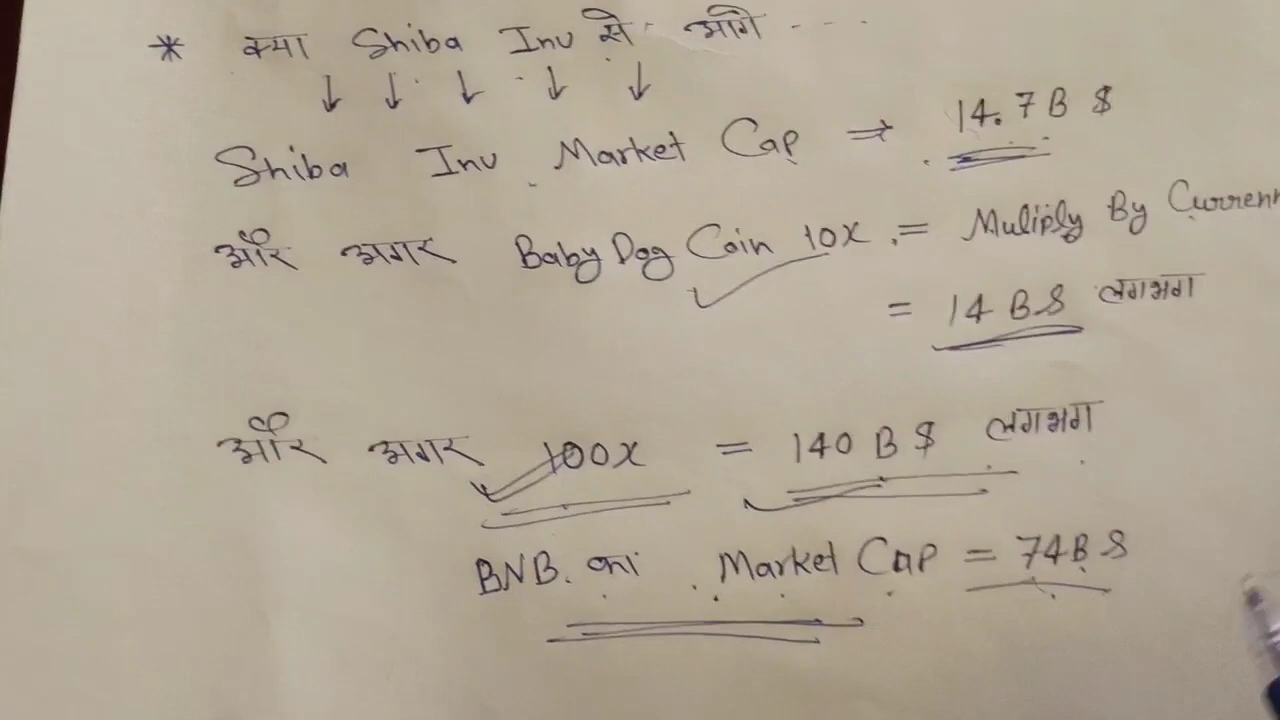 * क्या Shiba Inu से आगे ....
Shiba Inu Market Cap ⇒ 14.7 B $
और अगर Baby Dog Coin 10x = Muliply By Current
= 14 B $ लगभग
और अगर 100x = 140 B $ लगभग
BNB. का Market Cap = 74 B $